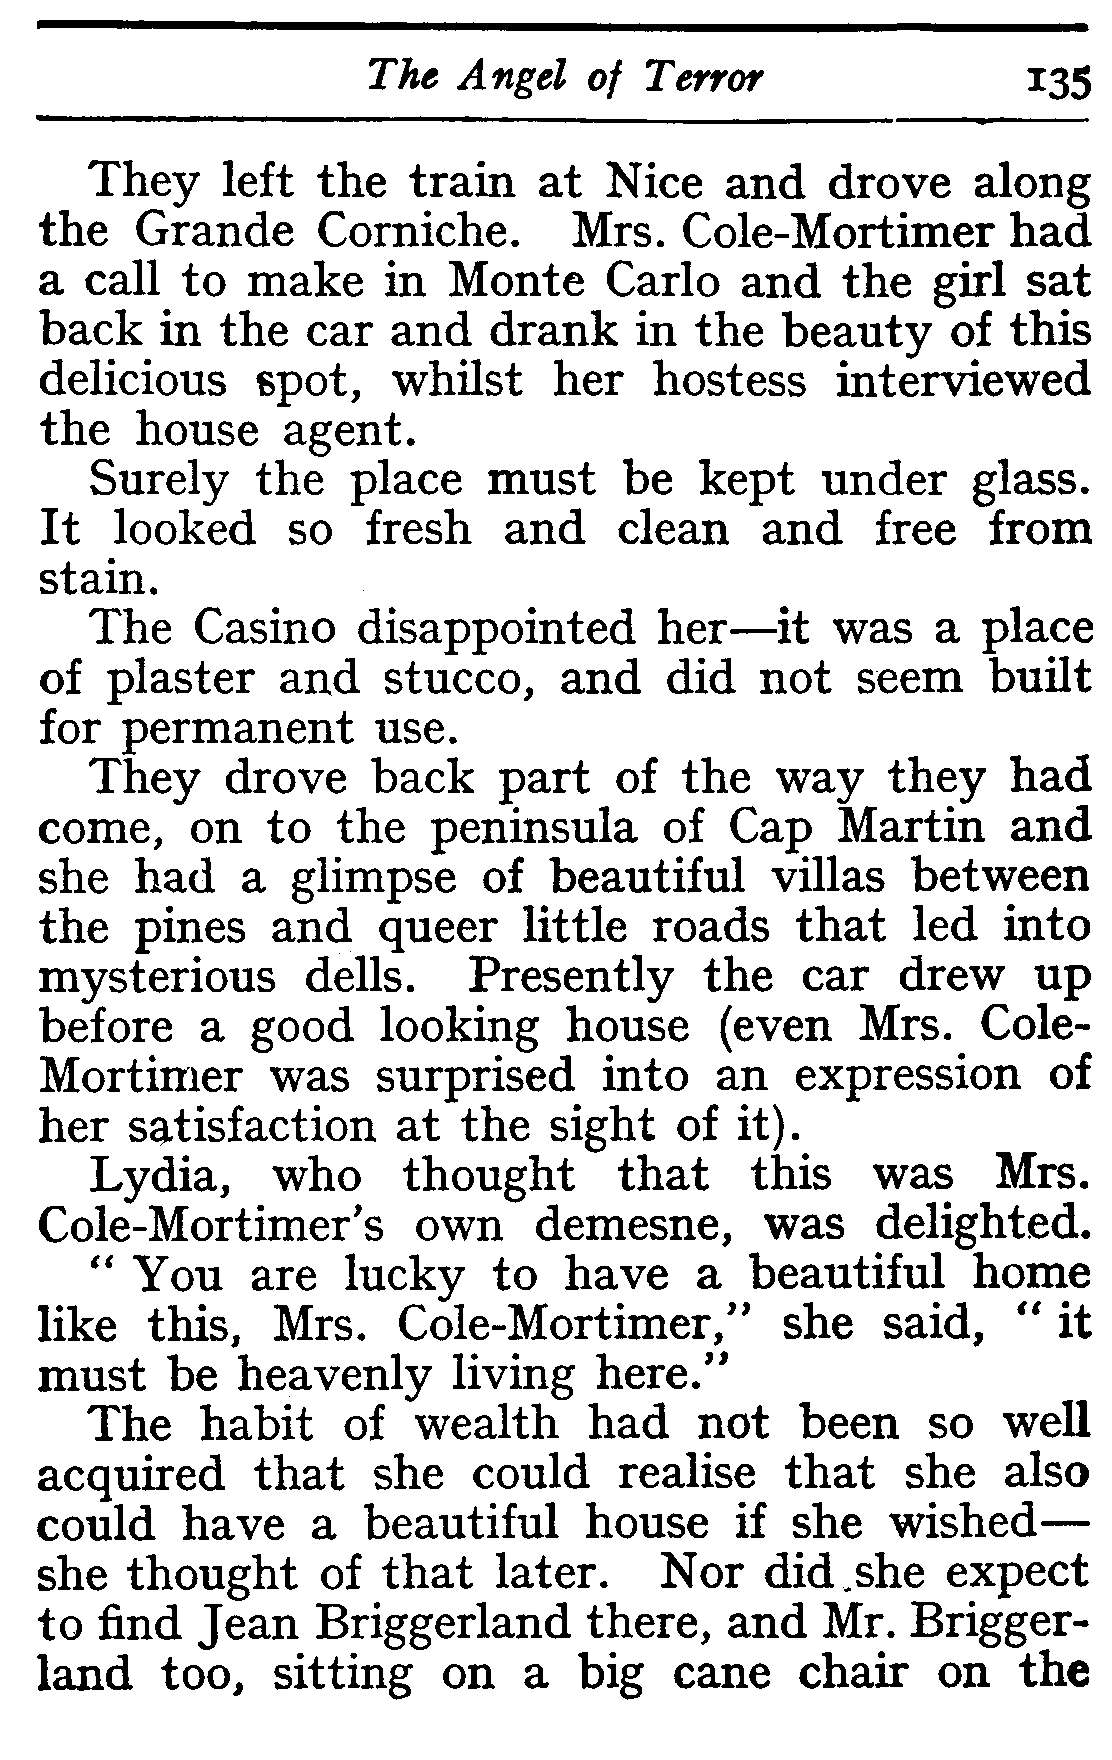 The Angel of Terror 135
They left the train at Nice and drove along
the Grande Corniche. Mrs. Cole-Mortimer had
a call to make in Monte Carlo and the girl sat
back in the car and drank in the beauty of this
delicious spot, whilst her hostess interviewed
the house agent.
Surely the place must be kept under glass.
It looked so fresh and clean and free from
stain.
The Casino disappointed her—it was a place
of plaster and stucco, and did not seem built
for permanent use.
They drove back part of the way they had
come, on to the peninsula of Cap Martin and
she had a glimpse of beautiful villas between
the pines and queer little roads that led into
mysterious dells. Presently the car drew up
before a good looking house (even Mrs. Cole-
Mortimer was surprised into an expression of
her satisfaction at the sight of it).
Lydia, who thought that this was Mrs.
Cole-Mortimer's own demesne, was delighted.
“ You are lucky to have a beautiful home
like this, Mrs. Cole-Mortimer,” she said, “ it
must be heavenly living here.”
The habit of wealth had not been so well
acquired that she could realise that she also
could have a beautiful house if she wished—
she thought of that later. Nor did she expect
to find Jean Briggerland there, and Mr. Brigger-
land too, sitting on a big cane chair on the